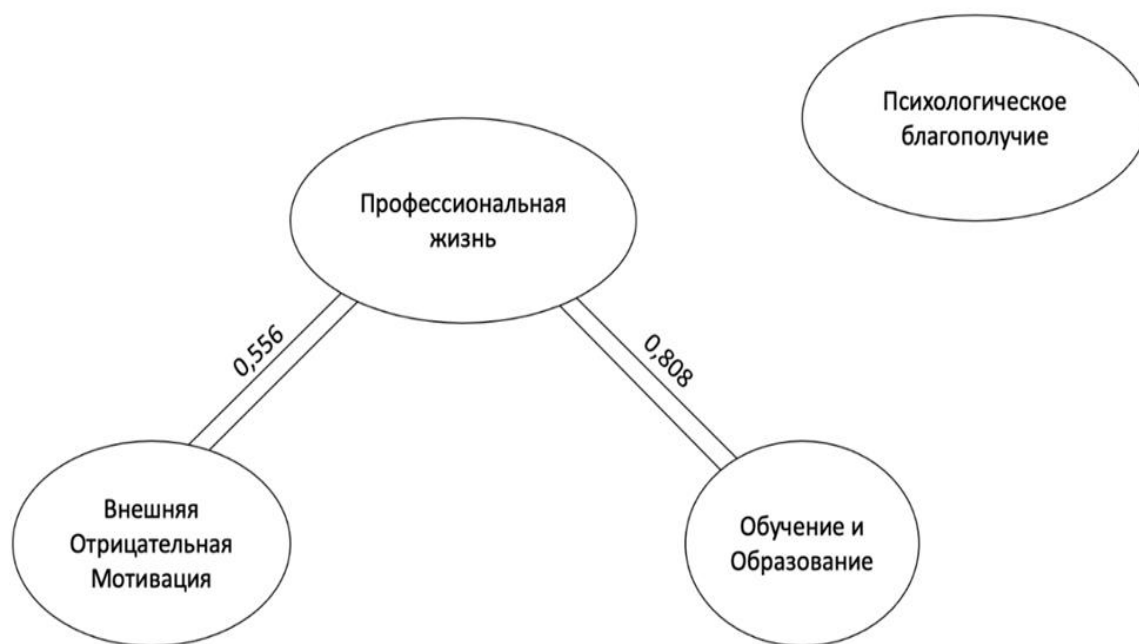 Психологическое
благополучие
Профессиональная
жизнь
0,556
0,808
Внешняя
Отрицательная
Мотивация
Обучение и
Образование